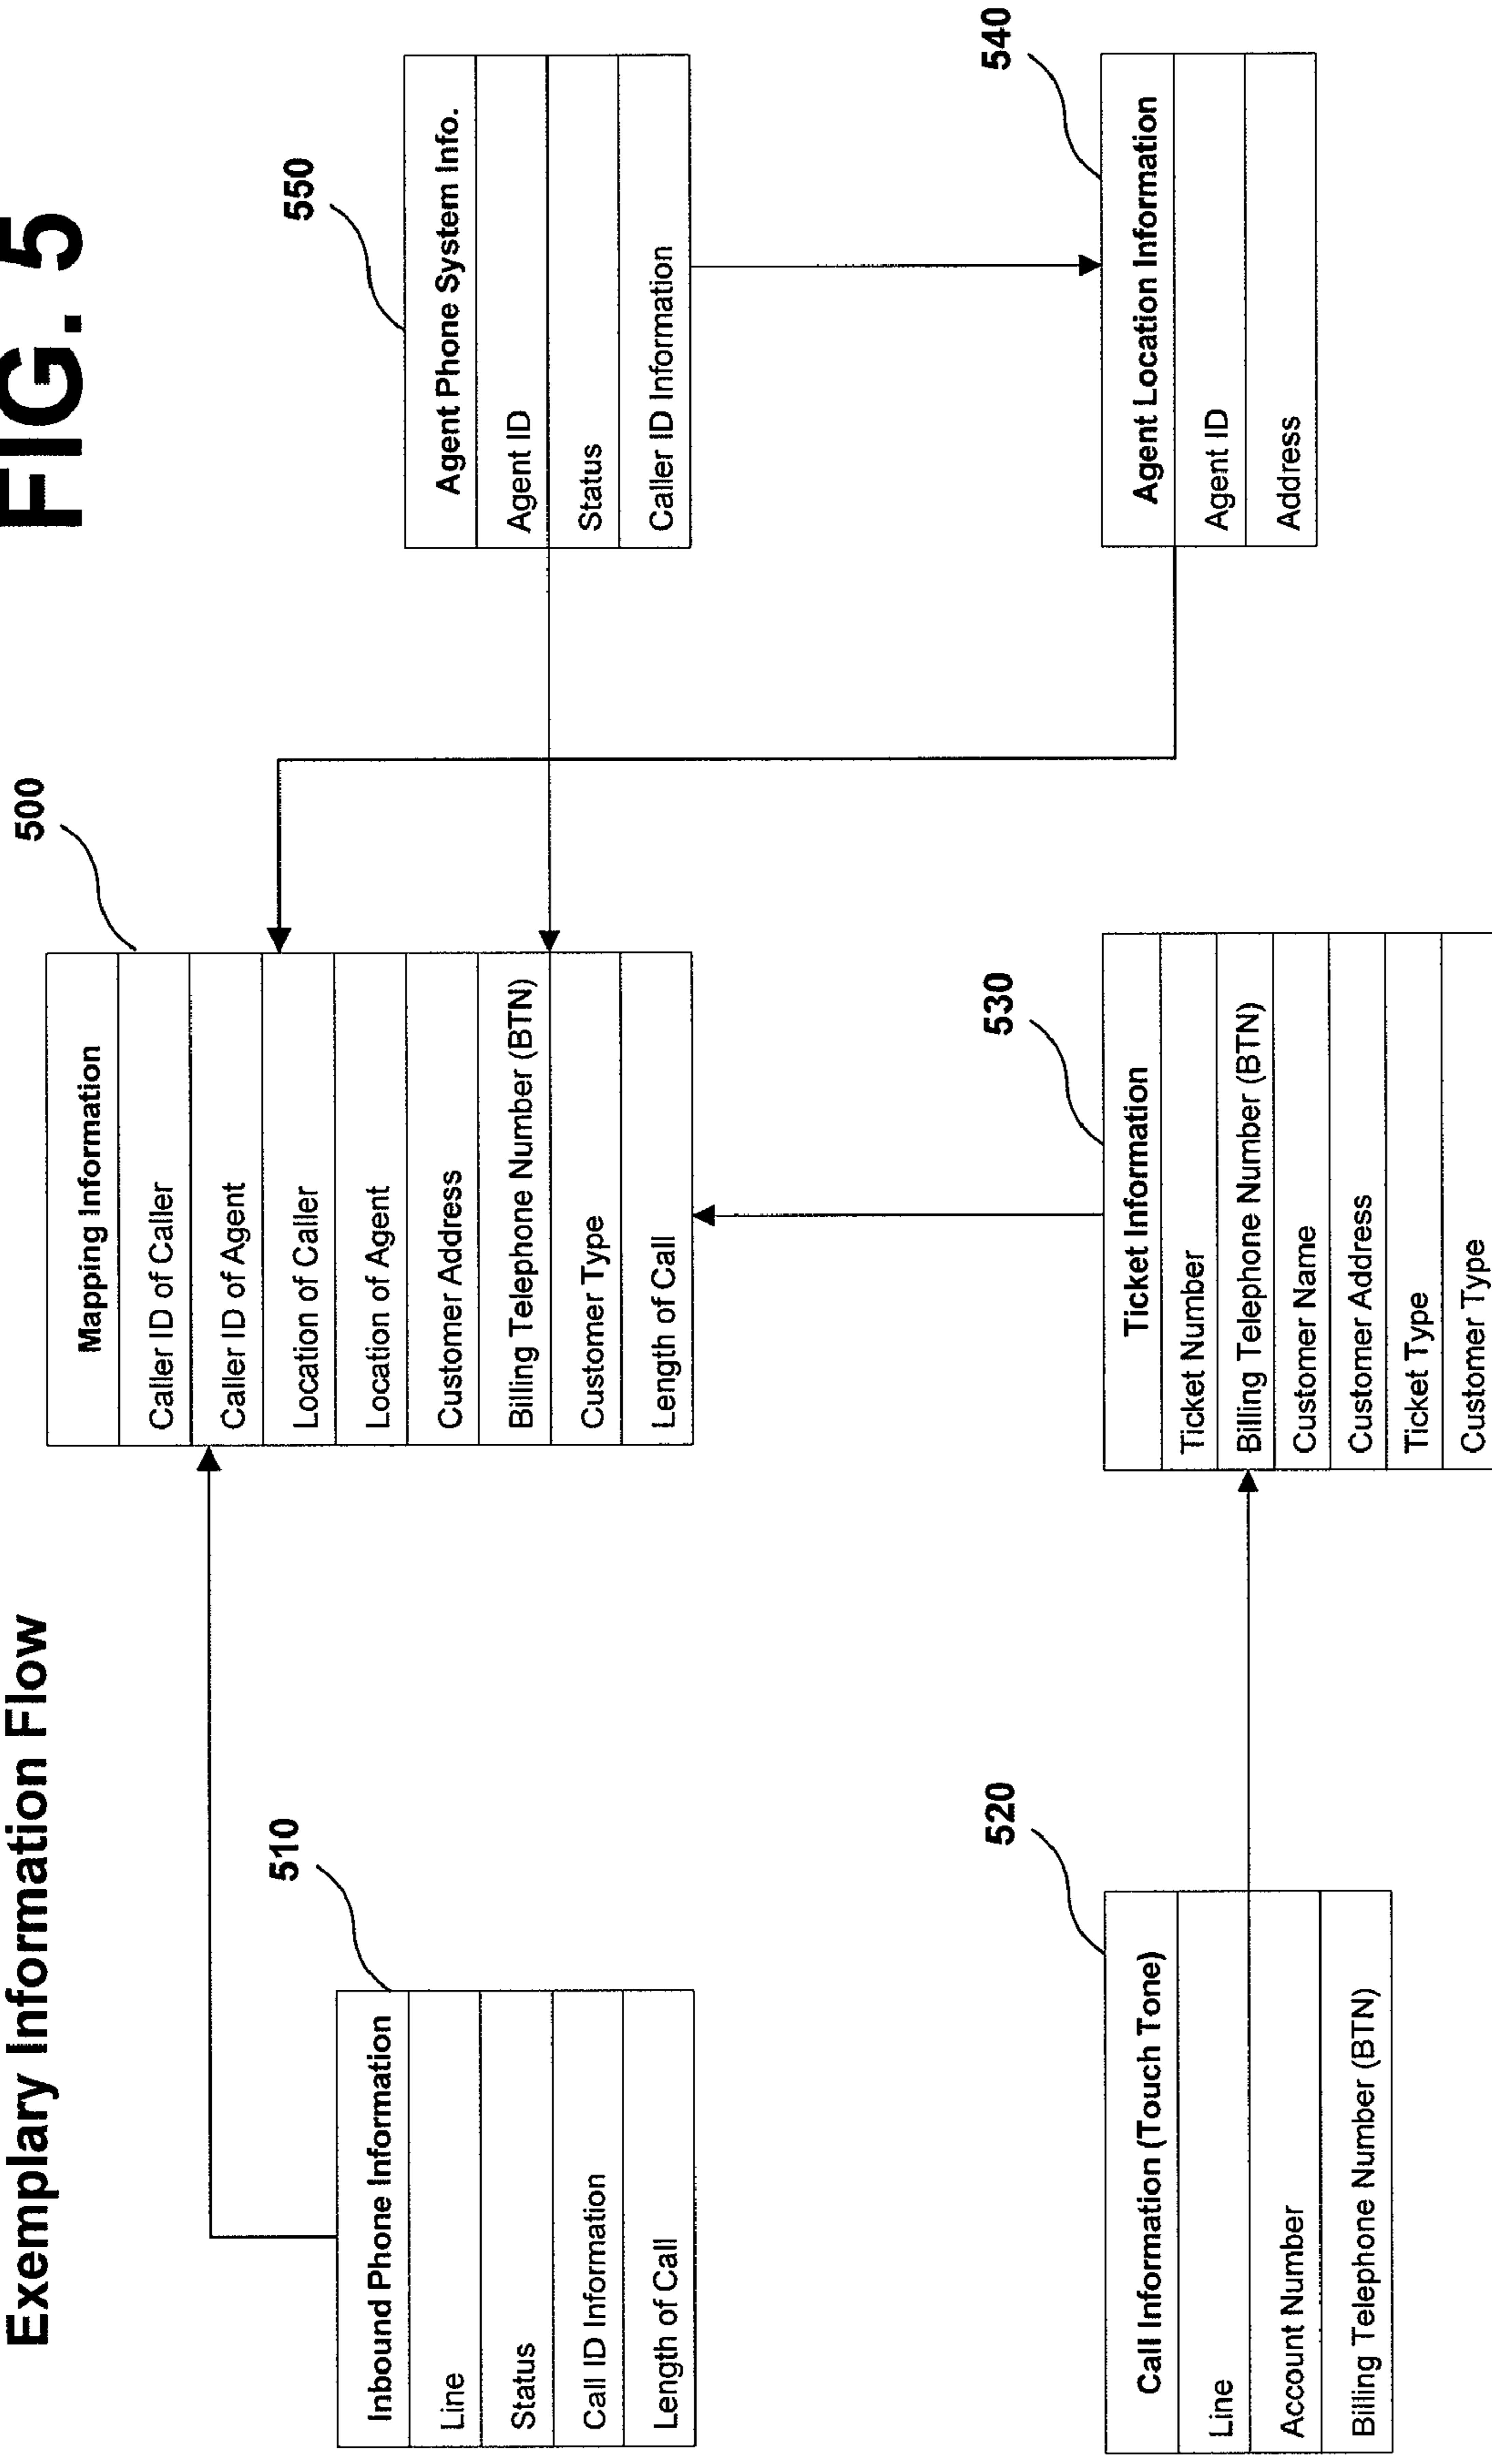 Exemplary Information Flow
FIG. 5
500
Mapping Information
Caller ID of Caller
Caller ID of Agent
Location of Caller
Location of Agent
Customer Address
Billing Telephone Number (BTN)
Customer Type
Length of Call
510
Inbound Phone Information
Line
Status
Call ID Information
Length of Call
550
Agent Phone System Info.
Agent ID
Status
Caller ID Information
520
Call Information (Touch Tone)
Line
Account Number
Billing Telephone Number (BTN)
530
Ticket Information
Ticket Number
Billing Telephone Number (BTN)
Customer Name
Customer Address
Ticket Type
Customer Type
540
Agent Location Information
Agent ID
Address